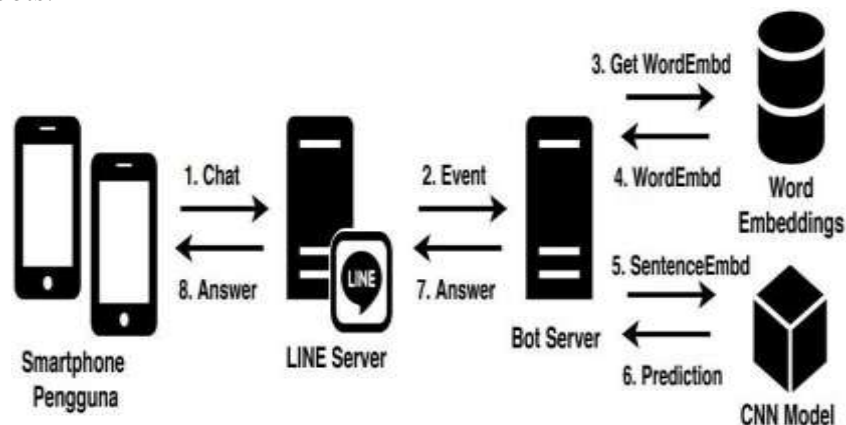 3. Get WordEmbd
1. Chat
2. Event
4. WordEmbd
Word
Embeddings
LINE
5. SentenceEmbd
8. Answer
7. Answer
Smartphone
Pengguna
LINE Server
Bot Server
6. Prediction
CNN Model